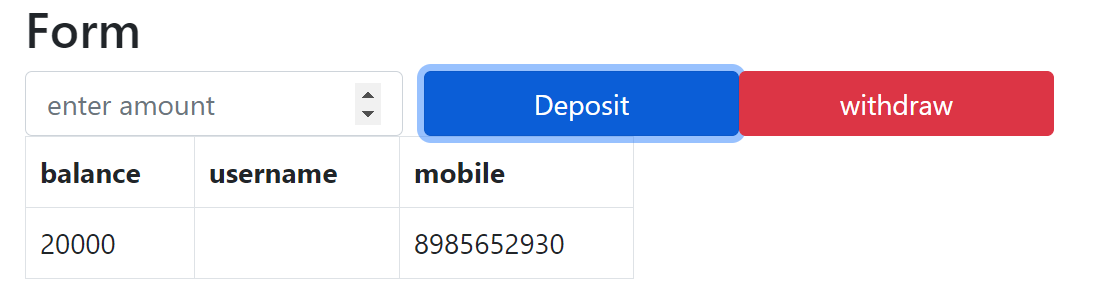 Form
enter amount Deposit withdraw
balance username mobile
20000 8985652930